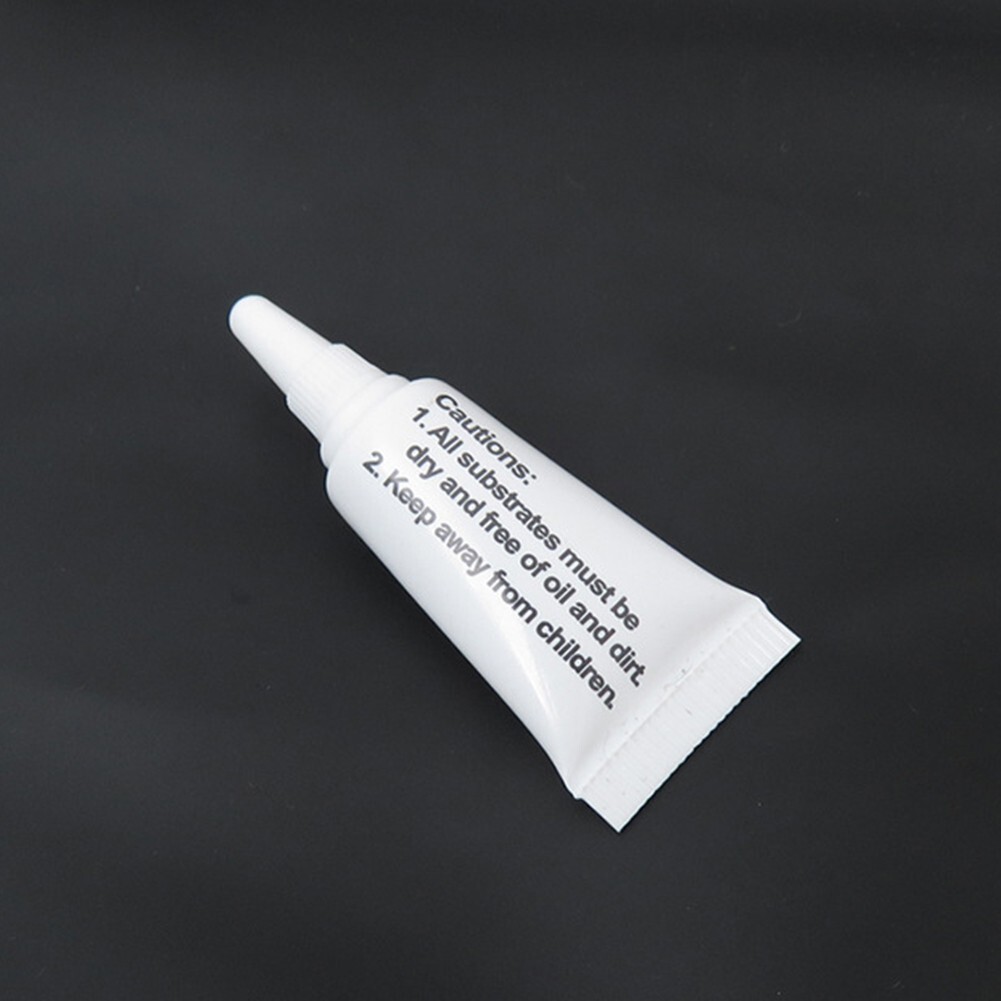 Cautions:
1. All substrates must be
dry and free of oil and dirt.
2. Keep away from children.